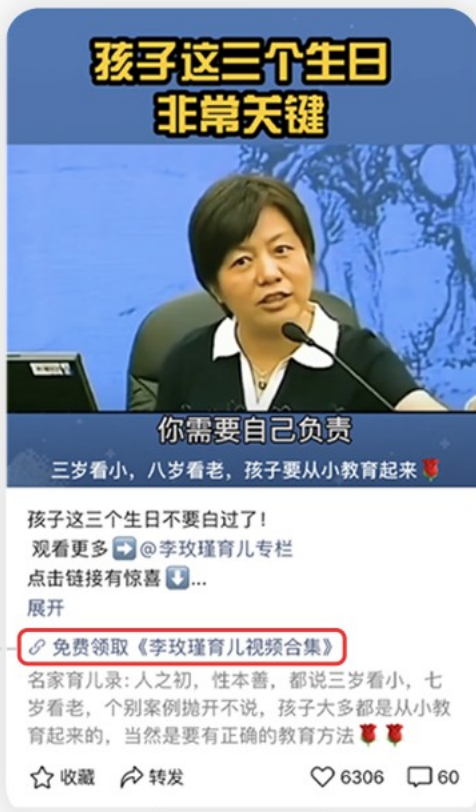 孩子这三个生日
非常关键
你需要自己负责
三岁看小，八岁看老，孩子要从小教育起来🌹
孩子这三个生日不要白过了！
观看更多➡️@李玫瑾育儿专栏
点击链接有惊喜⬇️...
展开
免费领取《李玫瑾育儿视频合集》
名家育儿录：人之初，性本善，都说三岁看小，七
岁看老，个别案例抛开不说，孩子大多都是从小教
育起来的，当然是要有正确的教育方法🌹🌹
收藏 转发 6306 60